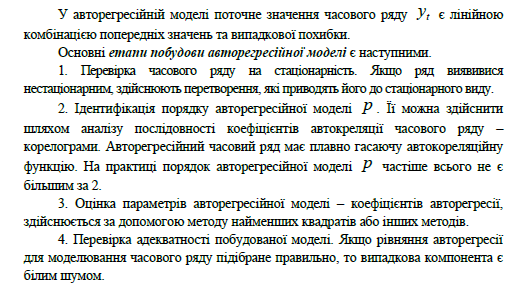 У авторегресійній моделі поточне значення часового ряду y_t є лінійною
комбінацією попередніх значень та випадкової похибки.
Основні етапи побудови авторегресійної моделі є наступними.
1. Перевірка часового ряду на стаціонарність. Якщо ряд виявивися
нестаціонарним, здійснюють перетворення, які приводять його до стаціонарного виду.
2. Ідентифікація порядку авторегресійної моделі p. Її можна здійснити
шляхом аналізу послідовності коефіцієнтів автокреляції часового ряду –
корелограми. Авторегресійний часовий ряд має плавно гасаючу автокореляційну
функцію. На практиці порядок авторегресійної моделі p частіше всього не є
більшим за 2.
3. Оцінка параметрів авторегресійної моделі – коефіцієнтів авторегресії,
здійснюється за допомогою методу найменших квадратів або інших методів.
4. Перевірка адекватності побудованої моделі. Якщо рівняння авторегресії
для моделювання часового ряду підібране правильно, то випадкова компонента є
білим шумом.